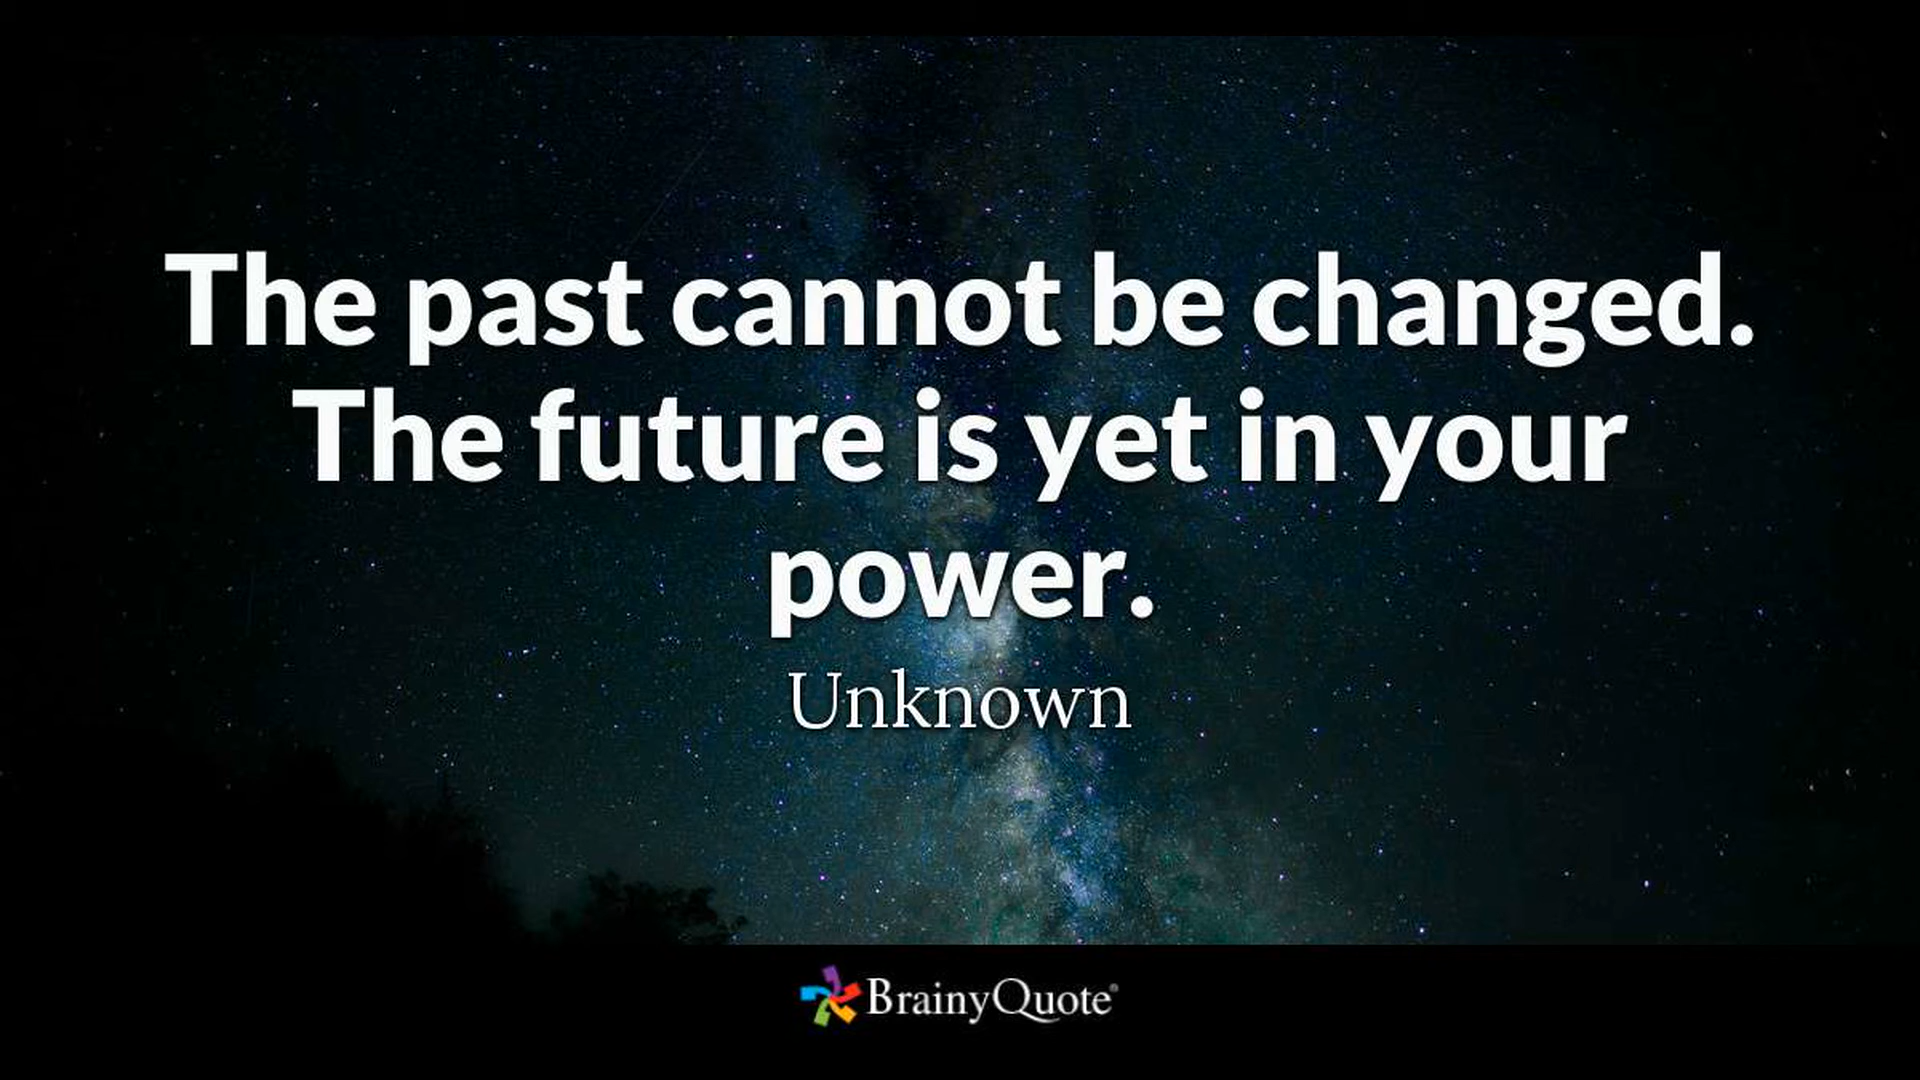 The past cannot be changed.
The future is yet in your
power.
Unknown
BrainyQuote®